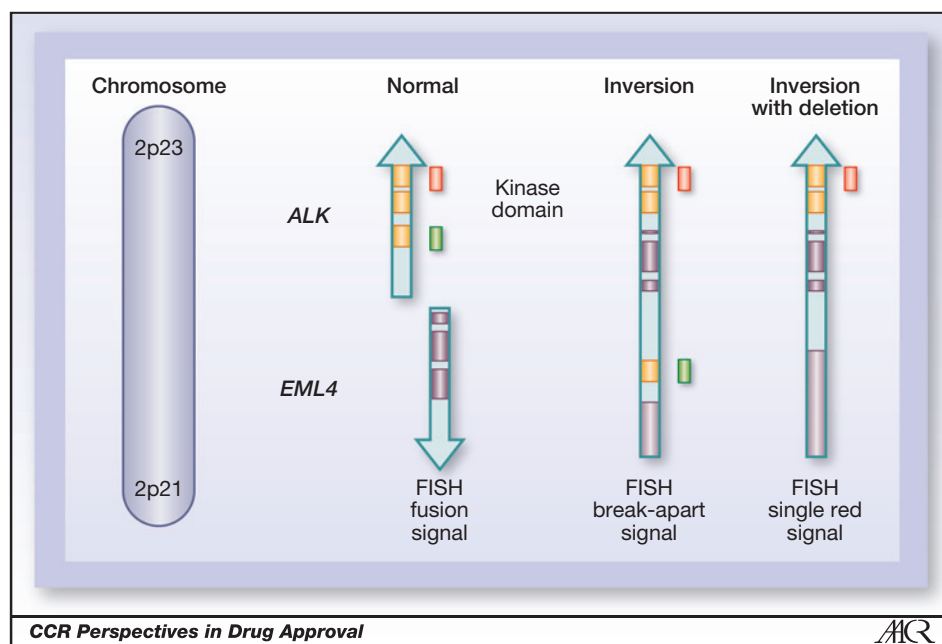 Chromosome
Normal
Inversion
Inversion
with deletion
2p23
ALK
Kinase
domain
EML4
2p21
FISH
fusion
signal
FISH
break-apart
signal
FISH
single red
signal
CCR Perspectives in Drug Approval
AACR